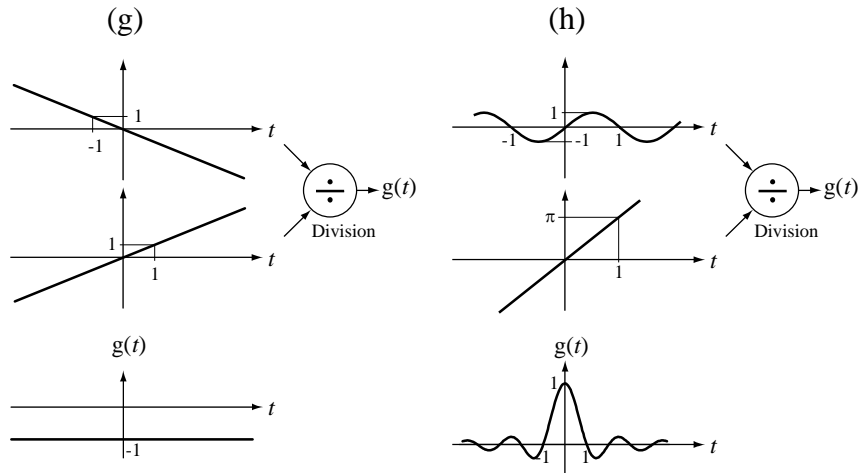 (g)
1
t
-1
g(t)
Division
1
t
1
g(t)
t
-1
(h)
1
t
-1
-1
1
π
g(t)
Division
t
1
g(t)
1
t
-1
1